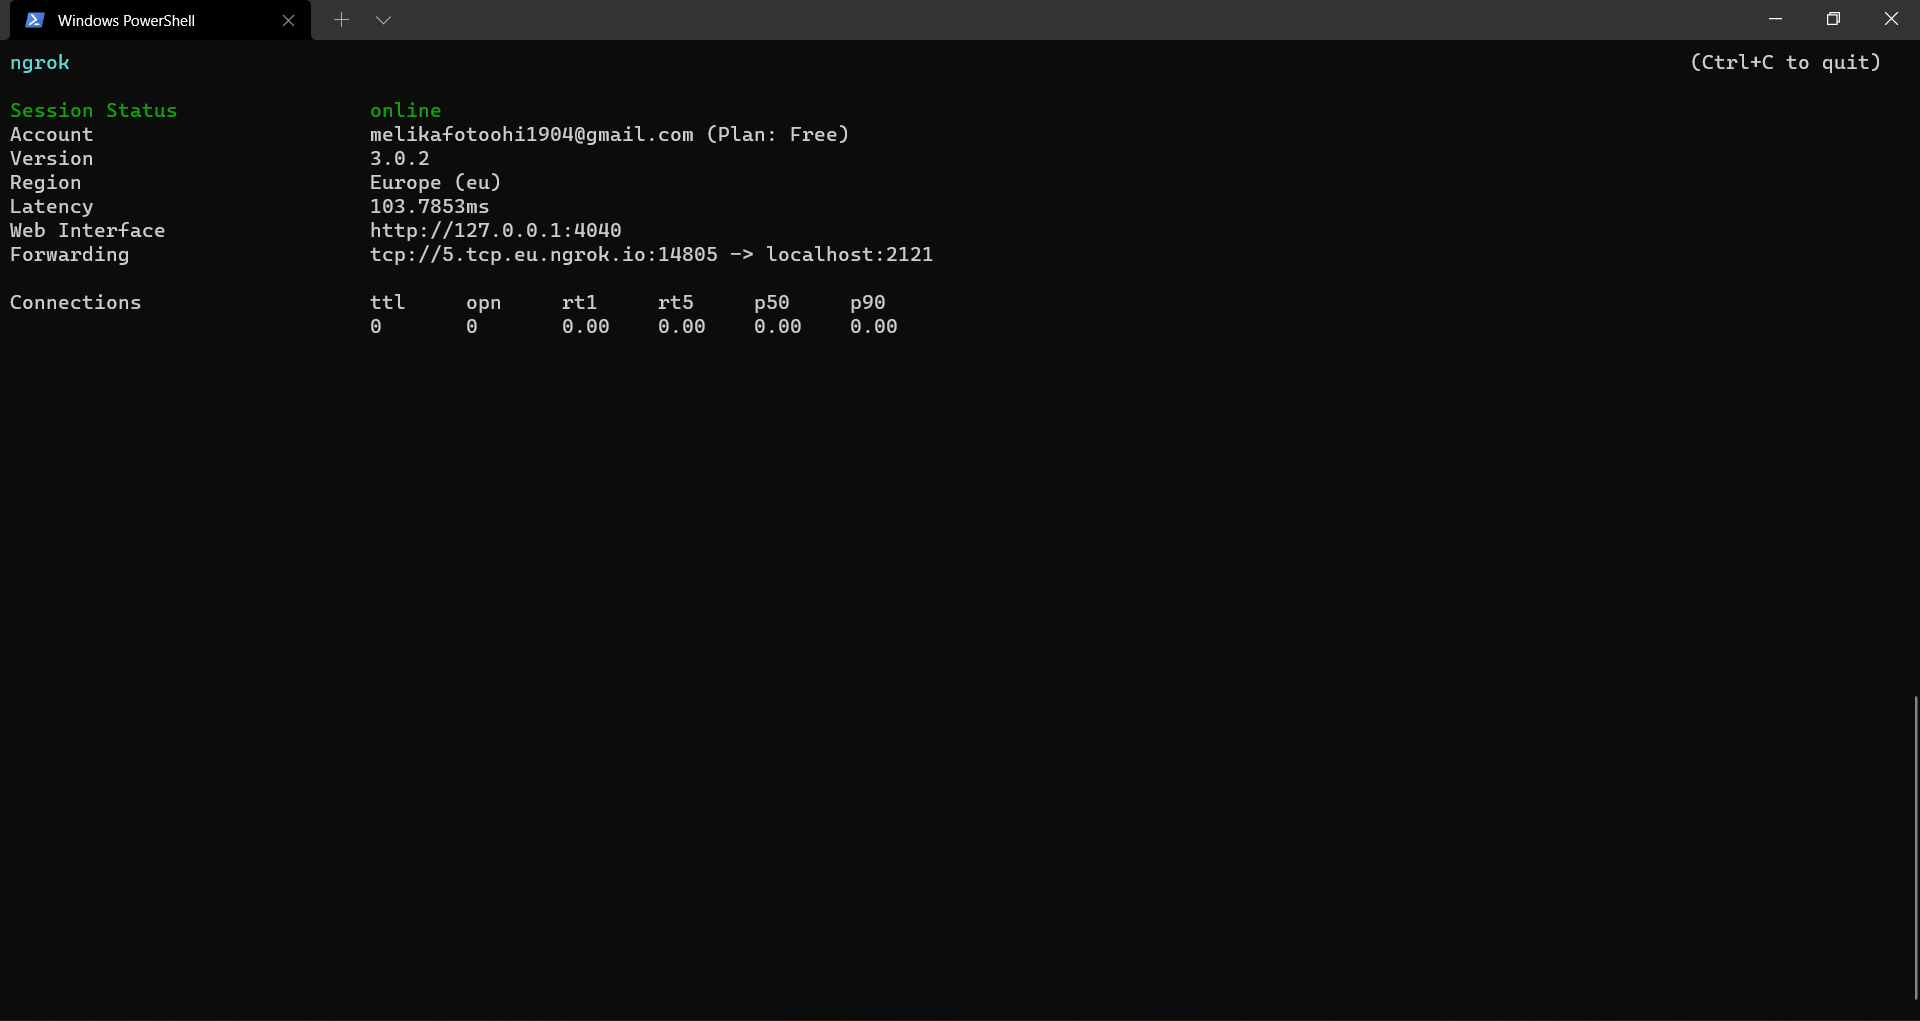 Windows PowerShell
ngrok (Ctrl+C to quit)
Session Status online
Account melikafotoohi1904@gmail.com (Plan: Free)
Version 3.0.2
Region Europe (eu)
Latency 103.7853ms
Web Interface http://127.0.0.1:4040
Forwarding tcp://5.tcp.eu.ngrok.io:14805 -> localhost:2121
Connections ttl opn rt1 rt5 p50 p90
0 0 0.00 0.00 0.00 0.00